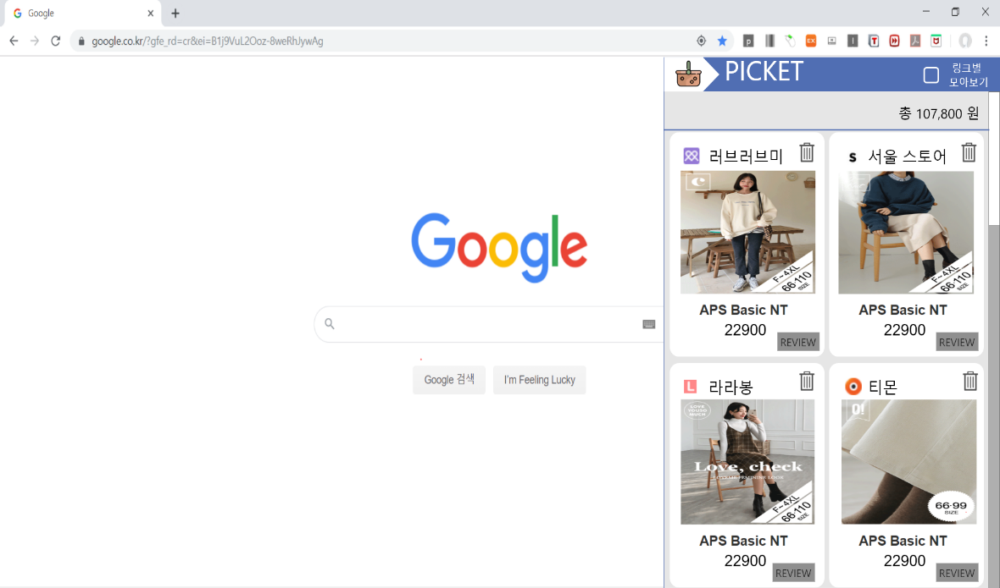 Google
google.co.kr/?gfe_rd=cr&ei=B1j9VuL2Ooz-8weRhJywAg
Google
Google 검색
I'm Feeling Lucky
PICKET
링크별
모아보기
총 107,800 원
러브러브미
F~4XL
66-110
SIZE
APS Basic NT
22900
REVIEW
S 서울 스토어
F~4XL
66-110
SIZE
APS Basic NT
22900
REVIEW
L 라라봉
LOVE
YOUSO
MUCH
Love, check
F~4XL
66-110
SIZE
APS Basic NT
22900
REVIEW
티몬
O!
66-99
SIZE
APS Basic NT
22900
REVIEW